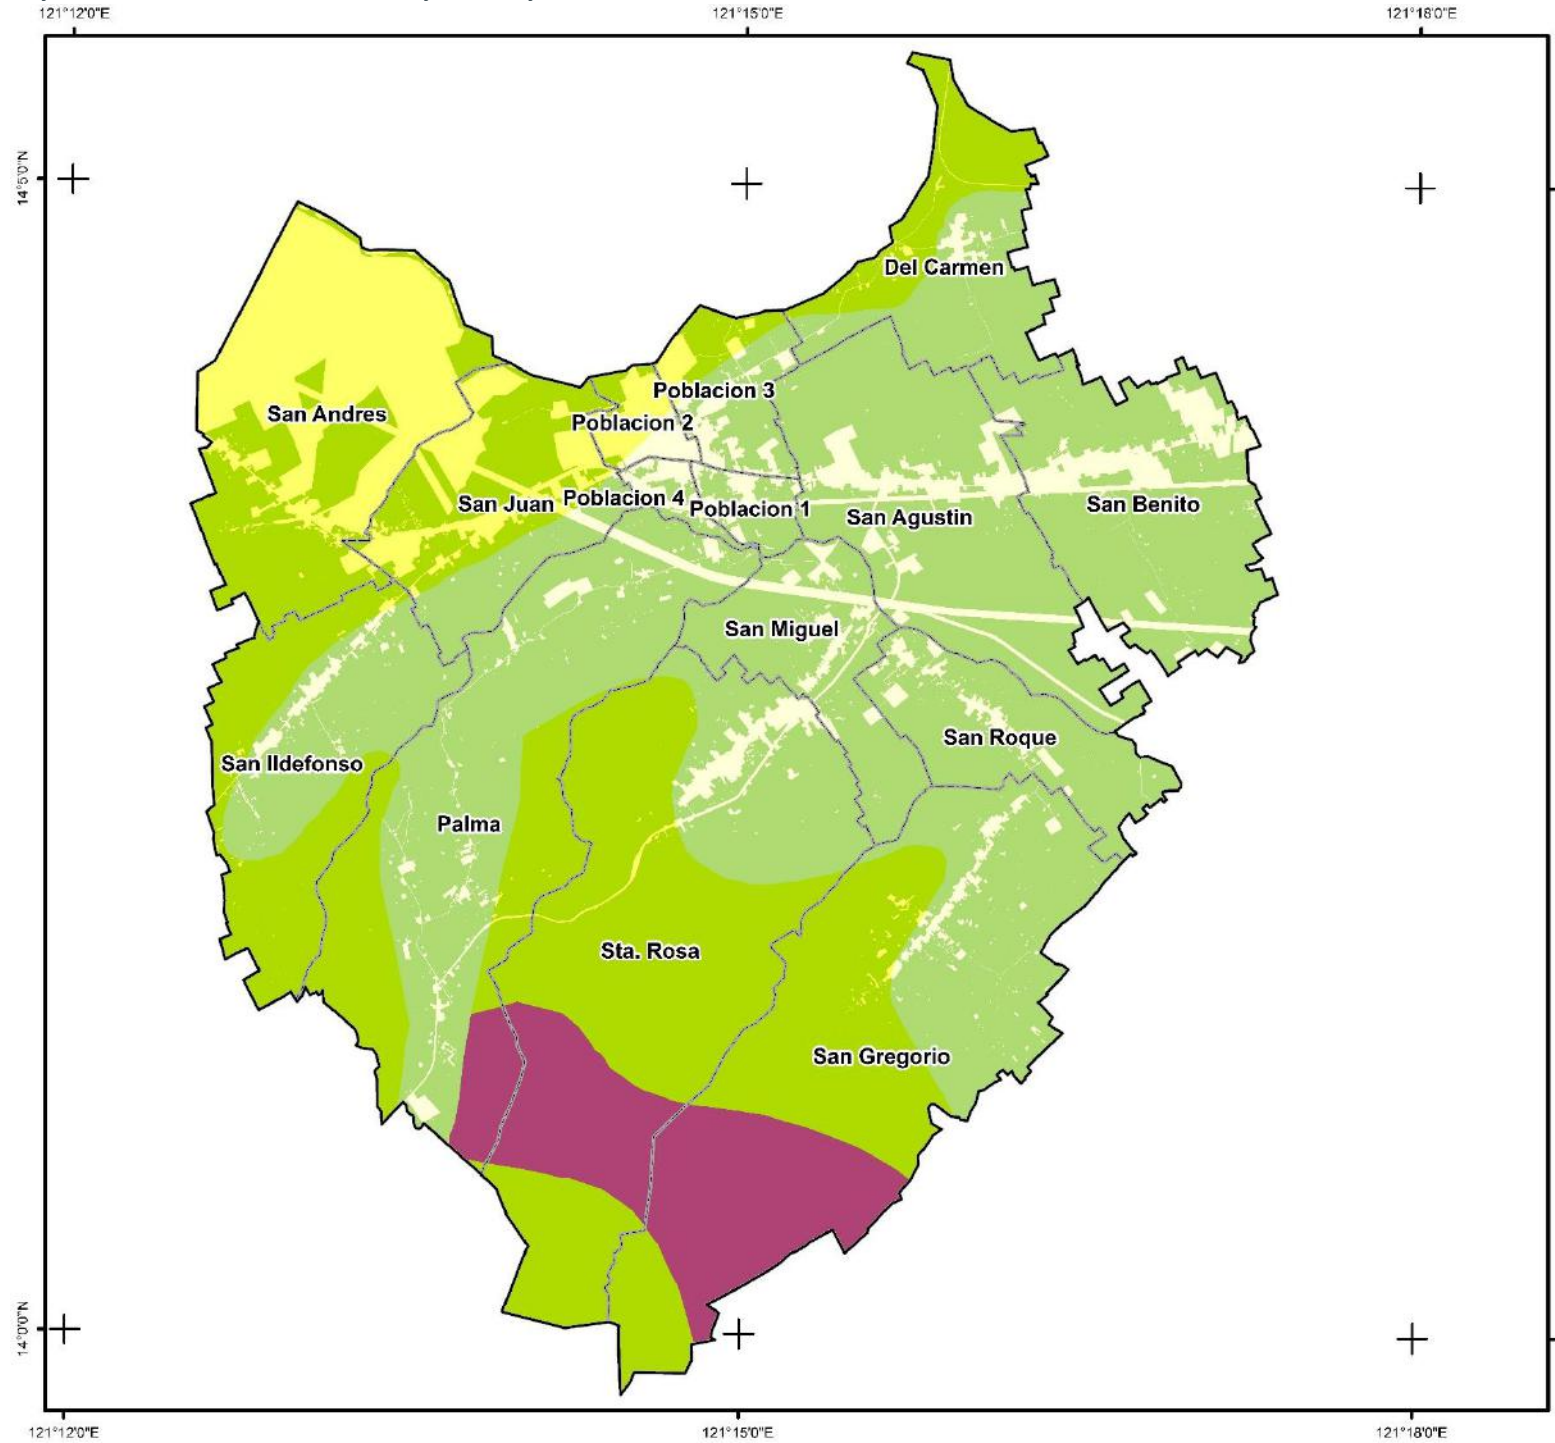 121°12'0"E
121°15'0"E
121°18'0"E
14°5'0"N
Del Carmen
Poblacion 3
San Andres
Poblacion 2
San Juan
Poblacion 4
Poblacion 1
San Agustin
San Benito
San Miguel
San Roque
San Ildefonso
Palma
Sta. Rosa
San Gregorio
14°0'0"N
121°12'0"E
121°15'0"E
121°18'0"E